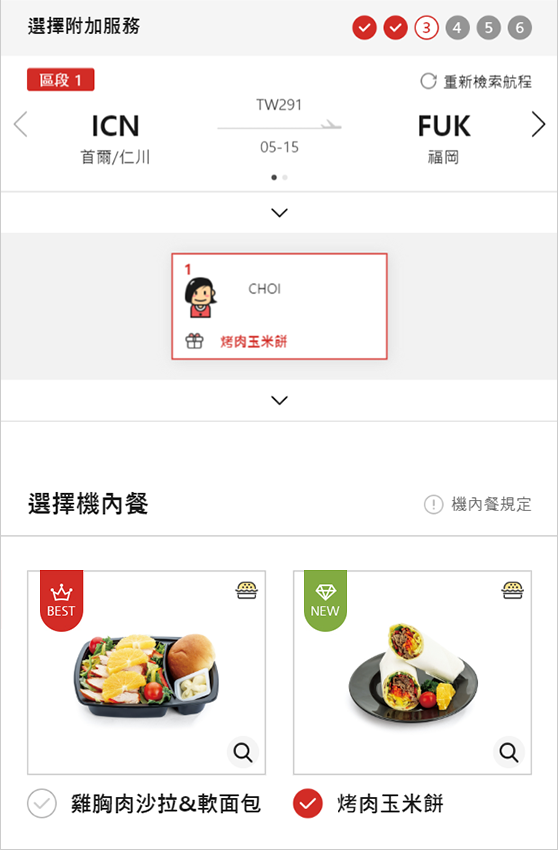 選擇附加服務
3 4 5 6
區段 1
重新檢索航程
TW291
ICN
FUK
首爾/仁川
05-15
福岡
1
CHOI
烤肉玉米餅
選擇機內餐
機內餐規定
BEST
NEW
雞胸肉沙拉&軟面包
烤肉玉米餅